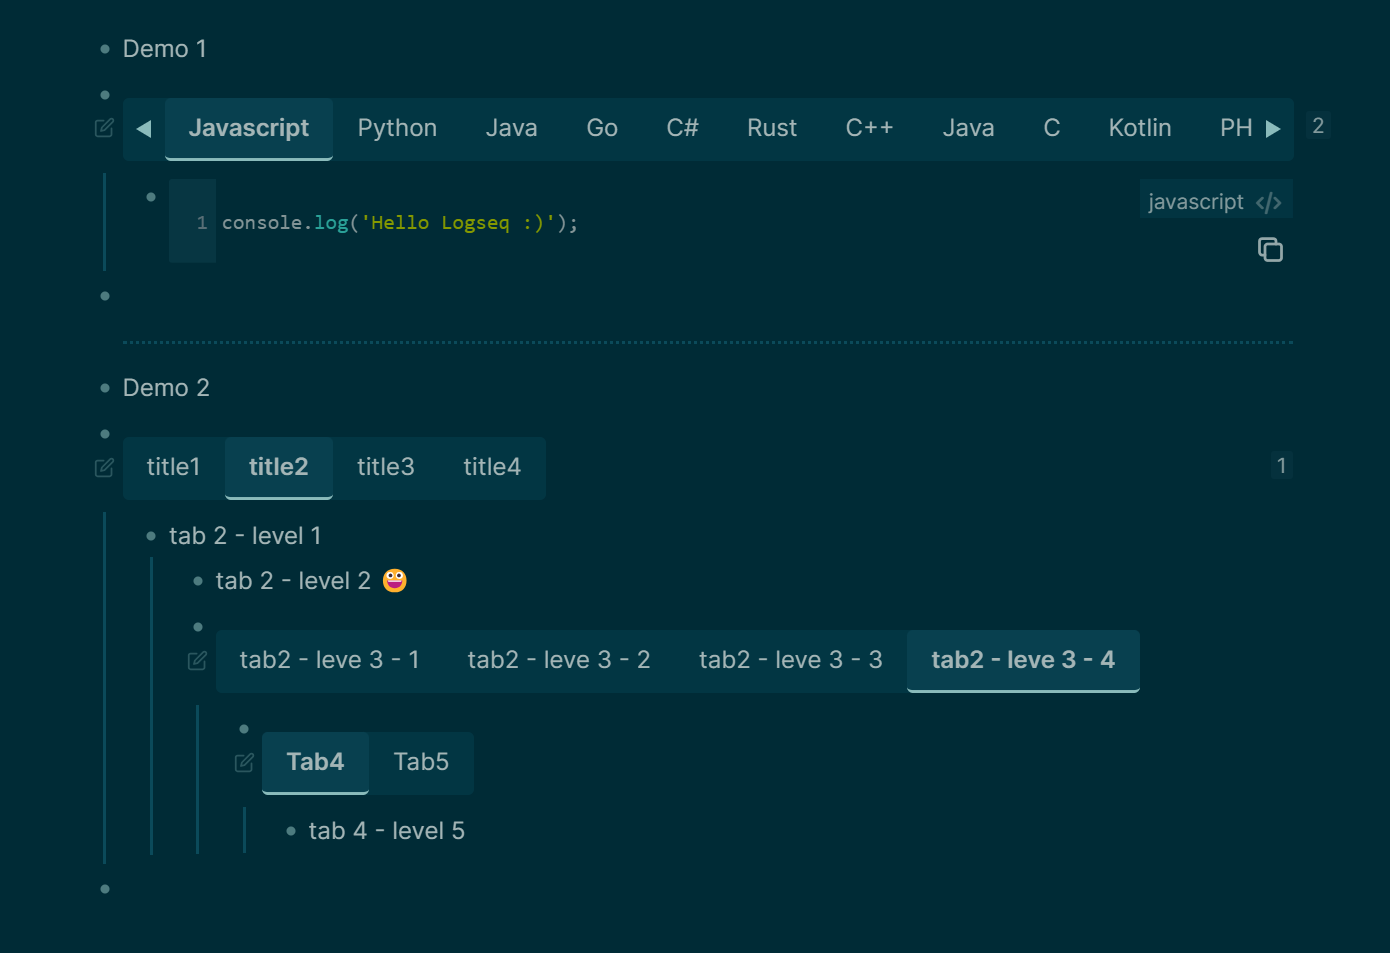 Demo 1
Javascript Python Java Go C# Rust C++ Java C Kotlin PH 2
javascript </>
1 console.log('Hello Logseq :)');
Demo 2
title1 title2 title3 title4 1
tab 2 - level 1
tab 2 - level 2
tab2 - leve 3 - 1 tab2 - leve 3 - 2 tab2 - leve 3 - 3 tab2 - leve 3 - 4
Tab4 Tab5
tab 4 - level 5